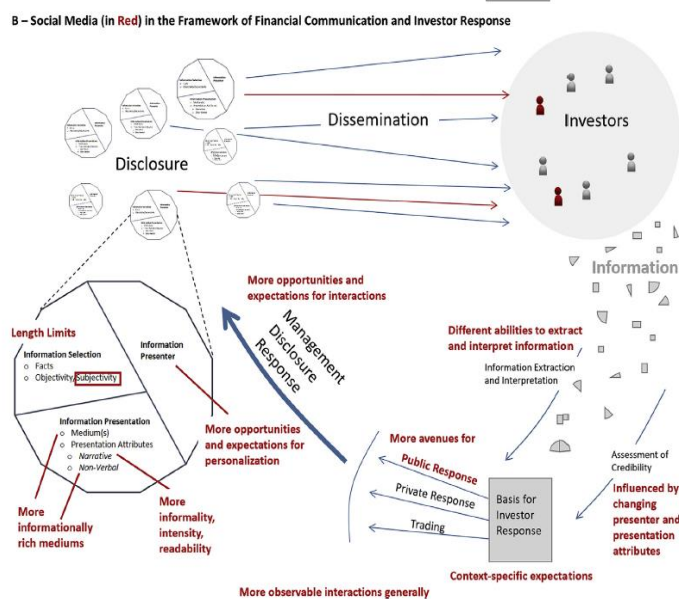 B – Social Media (in Red) in the Framework of Financial Communication and Investor Response
Dissemination
Investors
Disclosure
Information
More opportunities and
expectations for interactions
Management
Disclosure
Response
Different abilities to extract
and interpret information
Information Extraction
and Interpretation
Length Limits
Information Selection
Facts
Objectivity/Subjectivity
Information
Presenter
Information Presentation
Medium(s)
Presentation Attributes
Narrative
Non-Verbal
More opportunities
and expectations for
personalization
More
informationally
rich mediums
More
informality,
intensity,
readability
More avenues for
Public Response
Private Response
Trading
Basis for
Investor
Response
Assessment of
Credibility
Influenced by
changing
presenter and
presentation
attributes
Context-specific expectations
More observable interactions generally